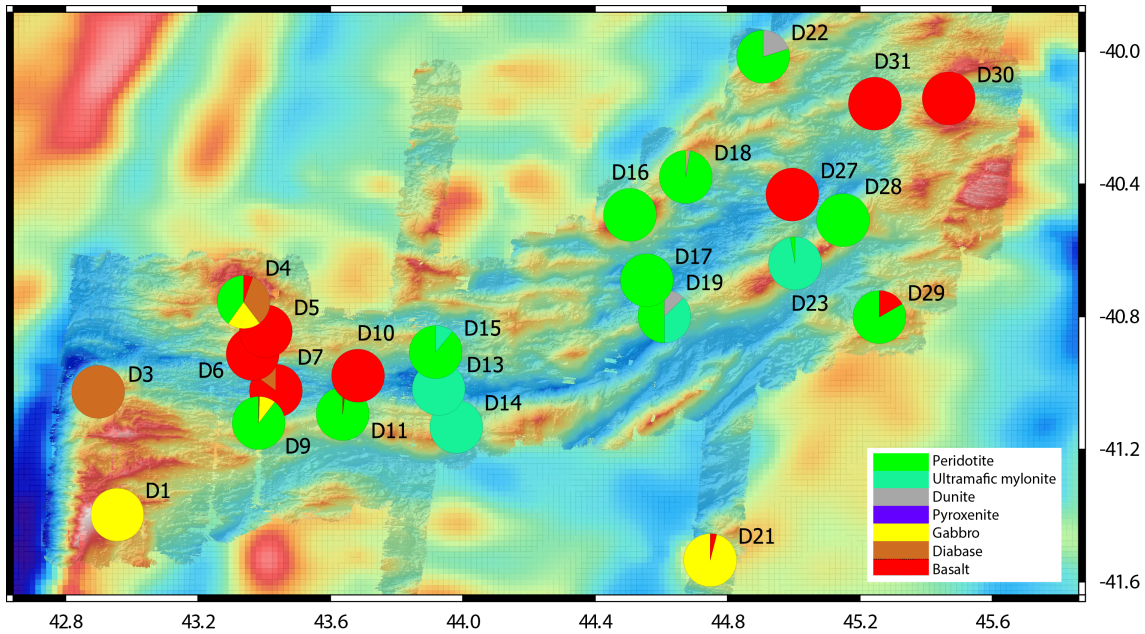 D22
-40.0
D31
D30
D18
D16
D27
-40.4
D28
D17
D4
D19
D23
D29
D5
D10
D15
-40.8
D6
D7
D13
D3
D14
D9
D11
-41.2
D1
Peridotite
Ultramafic mylonite
Dunite
Pyroxenite
Gabbro
Diabase
Basalt
D21
-41.6
42.8
43.2
43.6
44.0
44.4
44.8
45.2
45.6